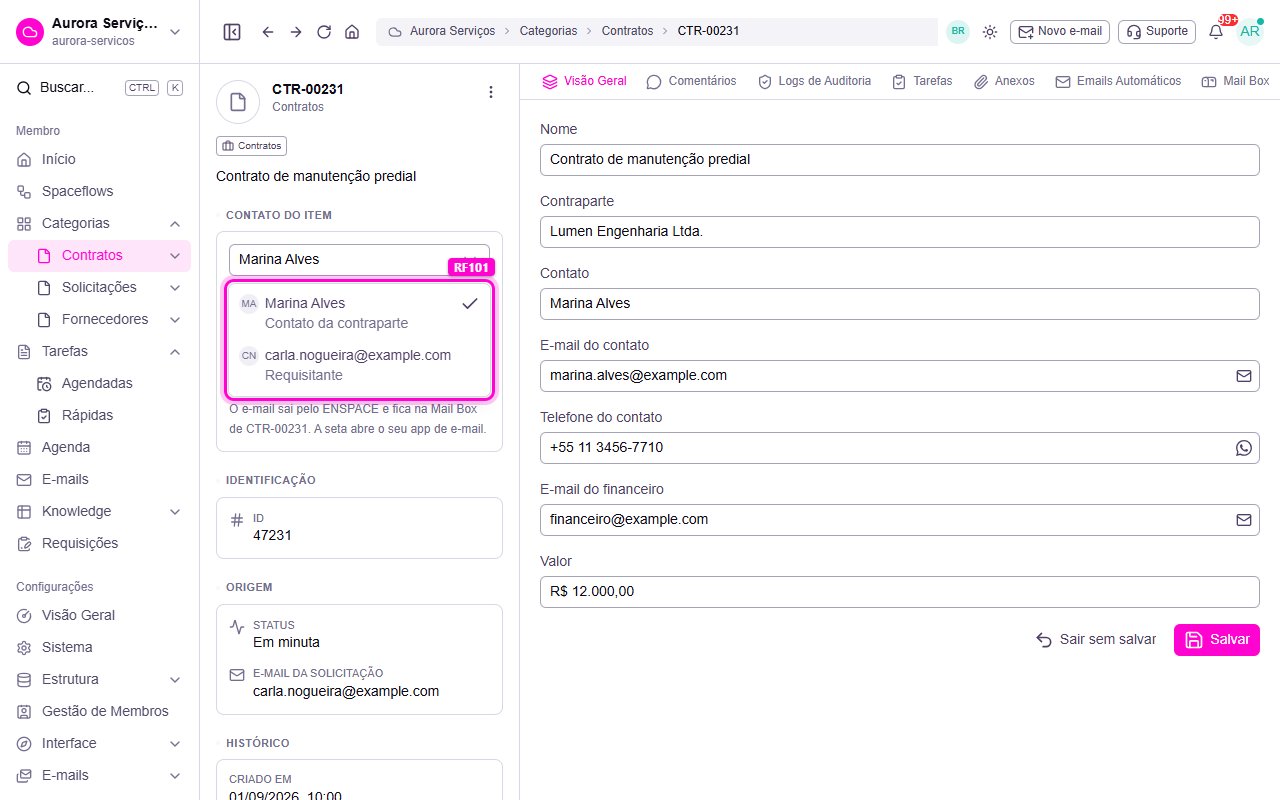 Aurora Serviç...
aurora-servicos
Aurora Serviços
Categorias
Contratos
CTR-00231
BR
Novo e-mail
Suporte
99+
AR
Buscar...
CTRL
K
Membro
Início
Spaceflows
Categorias
Contratos
Solicitações
Fornecedores
Tarefas
Agendadas
Rápidas
Agenda
E-mails
Knowledge
Requisições
Configurações
Visão Geral
Sistema
Estrutura
Gestão de Membros
Interface
E-mails
CTR-00231
Contratos
Contratos
Contrato de manutenção predial
CONTATO DO ITEM
Marina Alves
RF101
MA
Marina Alves
Contato da contraparte
CN
carla.nogueira@example.com
Requisitante
O e-mail sai pelo ENSPACE e fica na Mail Box
de CTR-00231. A seta abre o seu app de e-mail.
IDENTIFICAÇÃO
ID
47231
ORIGEM
STATUS
Em minuta
E-MAIL DA SOLICITAÇÃO
carla.nogueira@example.com
HISTÓRICO
CRIADO EM
01/09/2026, 10:00
Visão Geral
Comentários
Logs de Auditoria
Tarefas
Anexos
Emails Automáticos
Mail Box
Nome
Contrato de manutenção predial
Contraparte
Lumen Engenharia Ltda.
Contato
Marina Alves
E-mail do contato
marina.alves@example.com
Telefone do contato
+55 11 3456-7710
E-mail do financeiro
financeiro@example.com
Valor
R$ 12.000,00
Sair sem salvar
Salvar